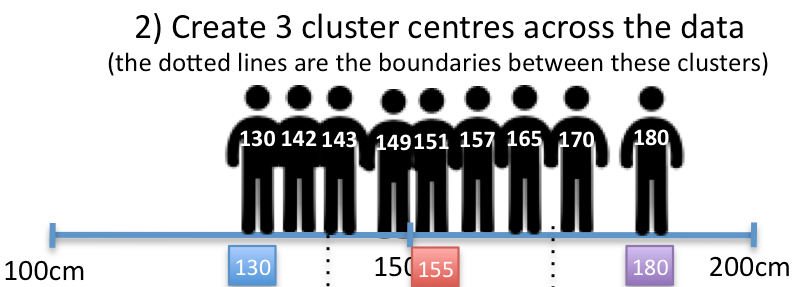 2) Create 3 cluster centres across the data
(the dotted lines are the boundaries between these clusters)
130 142 143 149 151 157 165 170 180
100cm 130 150 155 180 200cm